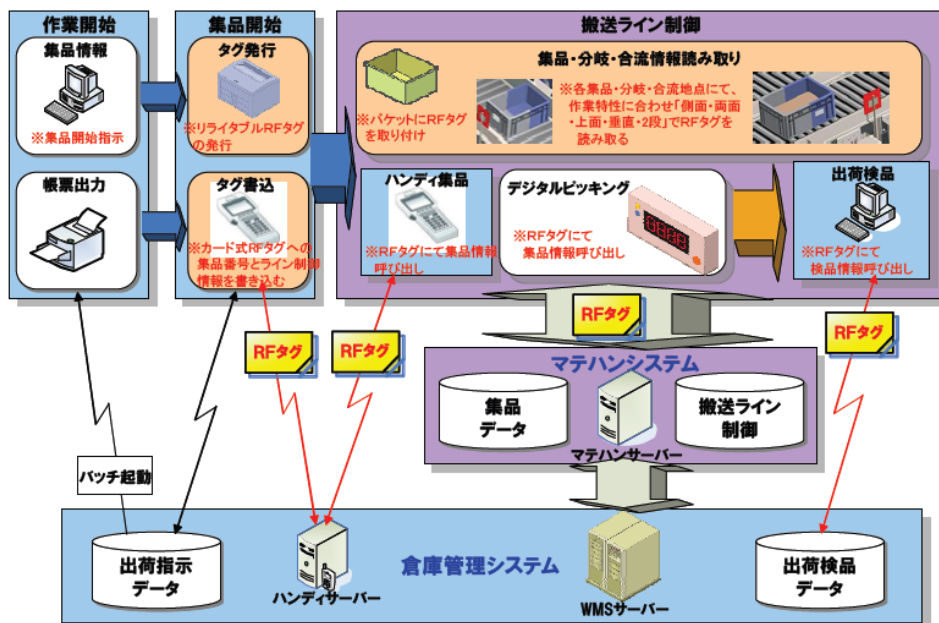 作業開始
集品情報
※集品開始指示
帳票出力
集品開始
タグ発行
※リライタブルRFタグ
の発行
タグ書込
※カード式RFタグへの
集品番号とライン制御
情報を書き込む
搬送ライン制御
集品・分岐・合流情報読み取り
※バケットにRFタグ
を取り付け
※各集品・分岐・合流地点にて、
作業特性に合わせ「側面・両面
・上面・垂直・2段」でRFタグを
読み取る
ハンディ集品
※RFタグにて集品情報
呼び出し
デジタルピッキング
※RFタグにて
集品情報呼び出し
8888
出荷検品
※RFタグにて
検品情報呼び出し
RFタグ
RFタグ
RFタグ
RFタグ
マテハンシステム
集品
データ
マテハンサーバー
搬送ライン
制御
バッチ起動
出荷指示
データ
ハンディサーバー
倉庫管理システム
WMSサーバー
出荷検品
データ